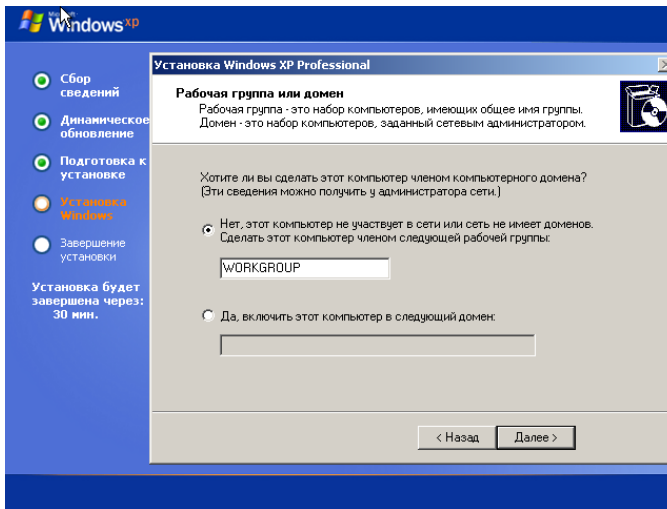 Microsoft
Windows xp
Установка Windows XP Professional
Сбор
сведений
Динамическое
обновление
Подготовка к
установке
Установка
Windows
Завершение
установки
Установка будет
завершена через:
30 мин.
Рабочая группа или домен
Рабочая группа - это набор компьютеров, имеющих общее имя группы.
Домен - это набор компьютеров, заданный сетевым администратором.
Хотите ли вы сделать этот компьютер членом компьютерного домена?
(Эти сведения можно получить у администратора сети.)
Нет, этот компьютер не участвует в сети или сеть не имеет доменов.
Сделать этот компьютер членом следующей рабочей группы:
WORKGROUP
Да, включить этот компьютер в следующий домен:
< Назад Далее >